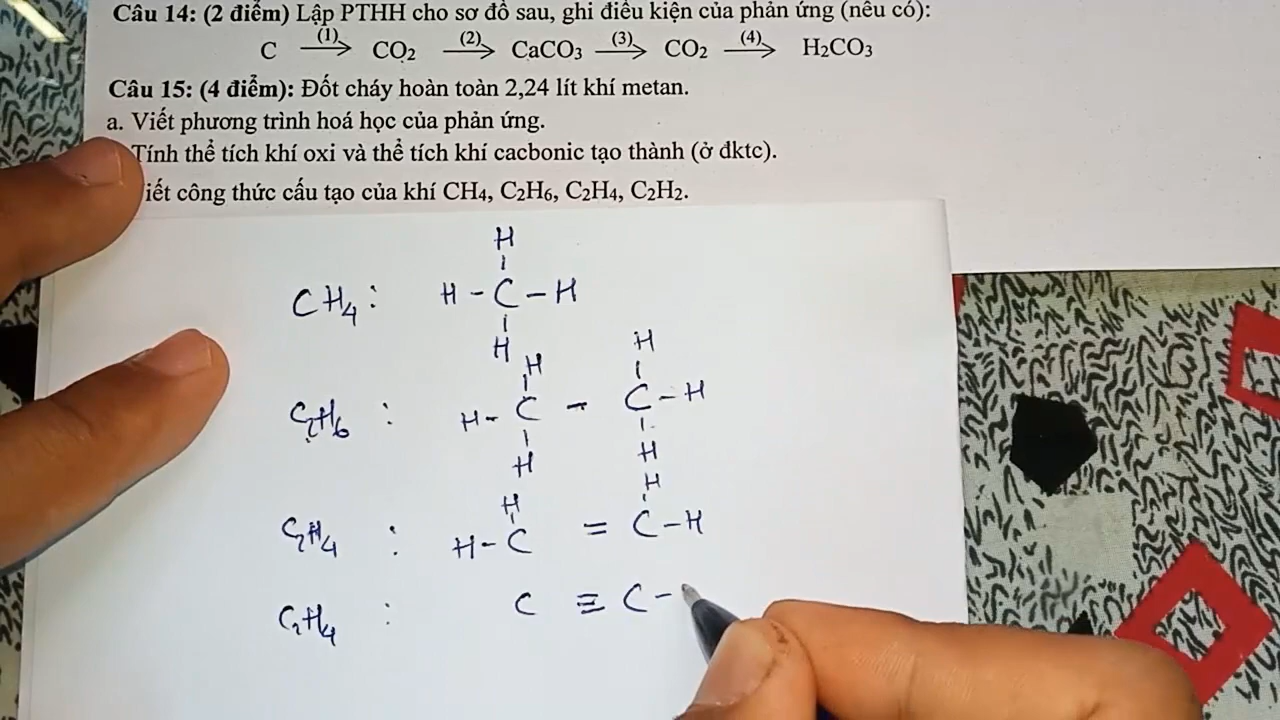 Câu 14: (2 điểm) Lập PTHH cho sơ đồ sau, ghi điều kiện của phản ứng (nếu có):
C (1)→ CO2 (2)→ CaCO3 (3)→ CO2 (4)→ H2CO3
Câu 15: (4 điểm): Đốt cháy hoàn toàn 2,24 lít khí metan.
a. Viết phương trình hoá học của phản ứng.
Tính thể tích khí oxi và thể tích khí cacbonic tạo thành (ở đktc).
iết công thức cấu tạo của khí CH4, C2H6, C2H4, C2H2.
H
CH4 : H - C - H
H
H H
C2H6 : H - C - C - H
H H
H H
C2H4 : H - C = C - H
C2H4 : C ≡ C -